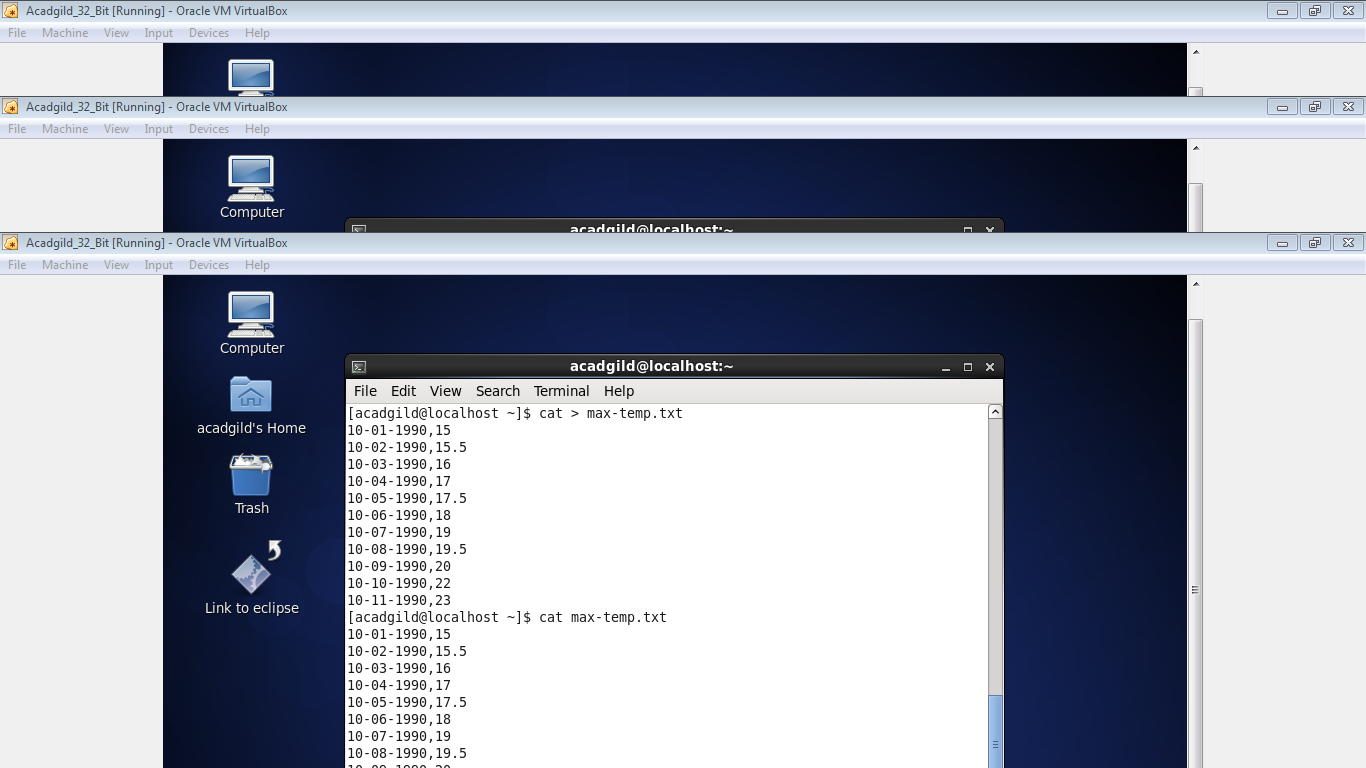 Acadgild_32_Bit [Running] - Oracle VM VirtualBox
File Machine View Input Devices Help
Acadgild_32_Bit [Running] - Oracle VM VirtualBox
File Machine View Input Devices Help
Computer
acadgild@localhost:~
Acadgild_32_Bit [Running] - Oracle VM VirtualBox
File Machine View Input Devices Help
Computer
acadgild's Home
Trash
Link to eclipse
acadgild@localhost:~
File Edit View Search Terminal Help
[acadgild@localhost ~]$ cat > max-temp.txt
10-01-1990,15
10-02-1990,15.5
10-03-1990,16
10-04-1990,17
10-05-1990,17.5
10-06-1990,18
10-07-1990,19
10-08-1990,19.5
10-09-1990,20
10-10-1990,22
10-11-1990,23
[acadgild@localhost ~]$ cat max-temp.txt
10-01-1990,15
10-02-1990,15.5
10-03-1990,16
10-04-1990,17
10-05-1990,17.5
10-06-1990,18
10-07-1990,19
10-08-1990,19.5